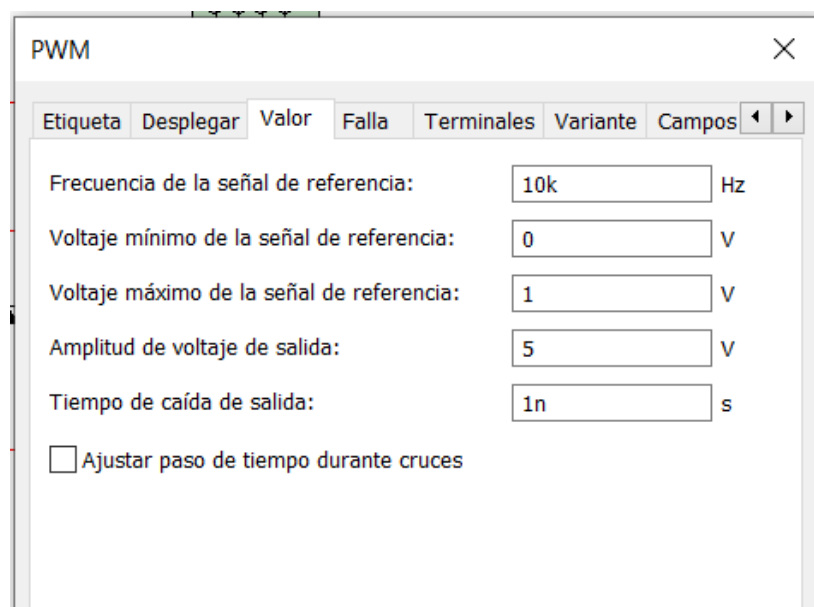 PWM
Etiqueta Desplegar Valor Falla Terminales Variante Campos
Frecuencia de la señal de referencia: 10k Hz
Voltaje mínimo de la señal de referencia: 0 V
Voltaje máximo de la señal de referencia: 1 V
Amplitud de voltaje de salida: 5 V
Tiempo de caída de salida: 1n s
Ajustar paso de tiempo durante cruces